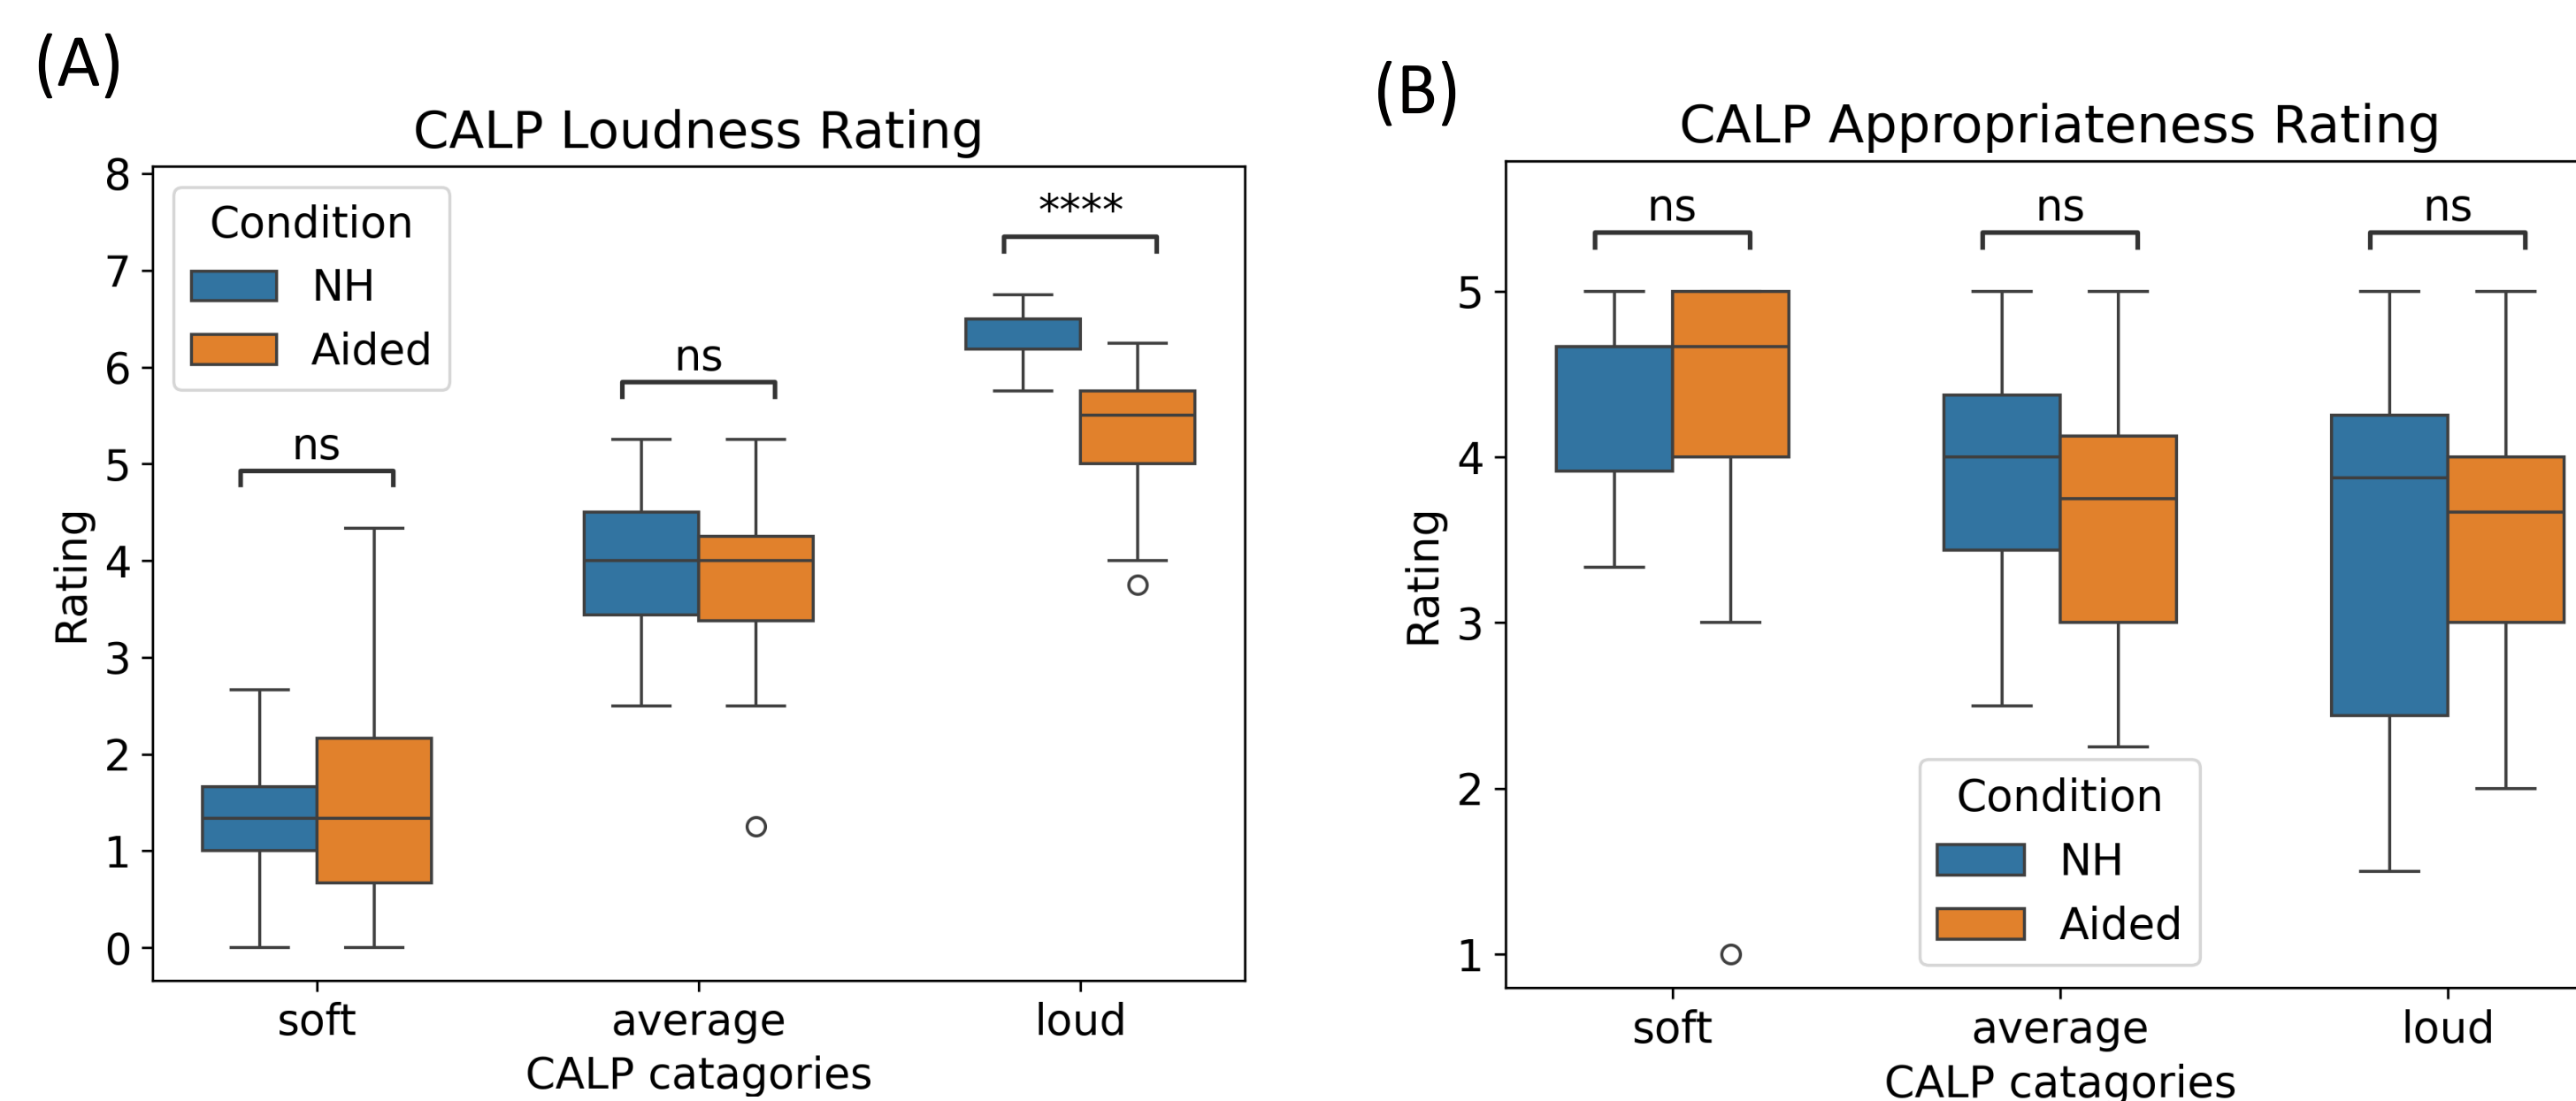 (A)
CALP Loudness Rating
8
7
6
5
4
3
2
1
0
Rating
Condition
NH
Aided
ns
ns
****
soft
average
loud
CALP catagories
(B)
CALP Appropriateness Rating
5
4
3
2
1
Rating
ns
ns
ns
Condition
NH
Aided
soft
average
loud
CALP catagories